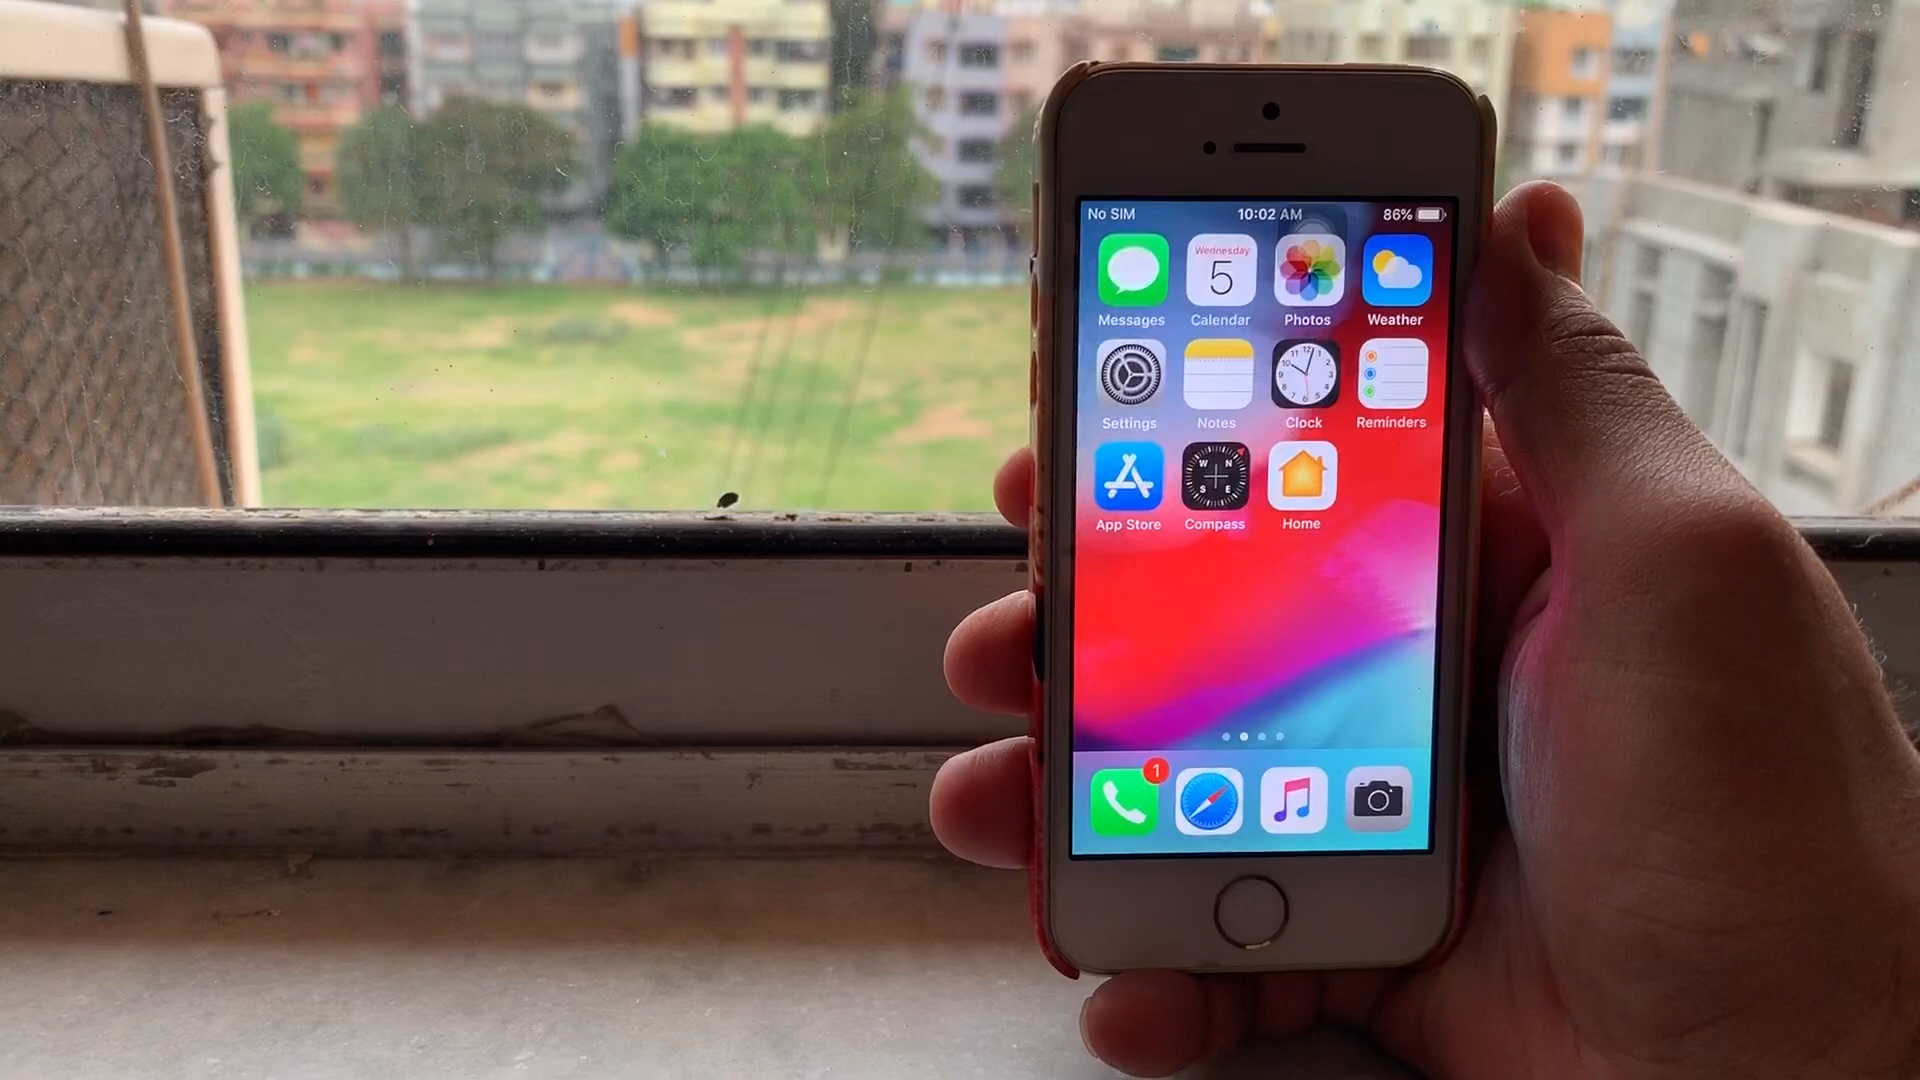 No SIM 10:02 AM 86%
Wednesday
5
Messages Calendar Photos Weather
12
Settings Notes Clock Reminders
W N
S E
App Store Compass Home
1